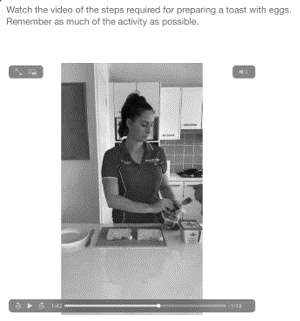 Watch the video of the steps required for preparing a toast with eggs.
Remember as much of the activity as possible.
1:42
-1:13